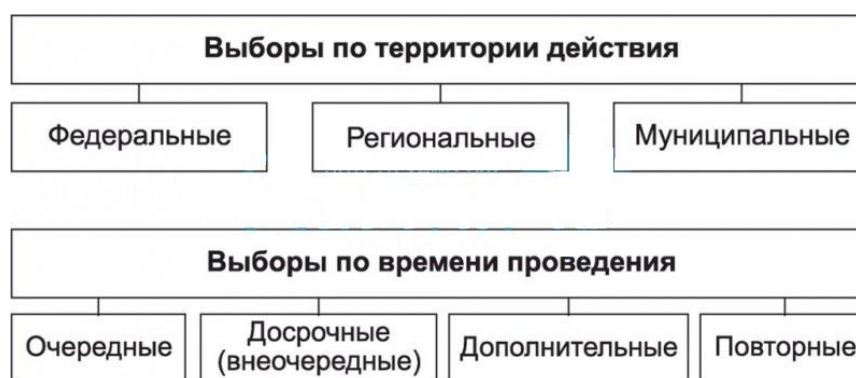 Выборы по территории действия
Федеральные Региональные Муниципальные
Выборы по времени проведения
Очередные Досрочные (внеочередные) Дополнительные Повторные